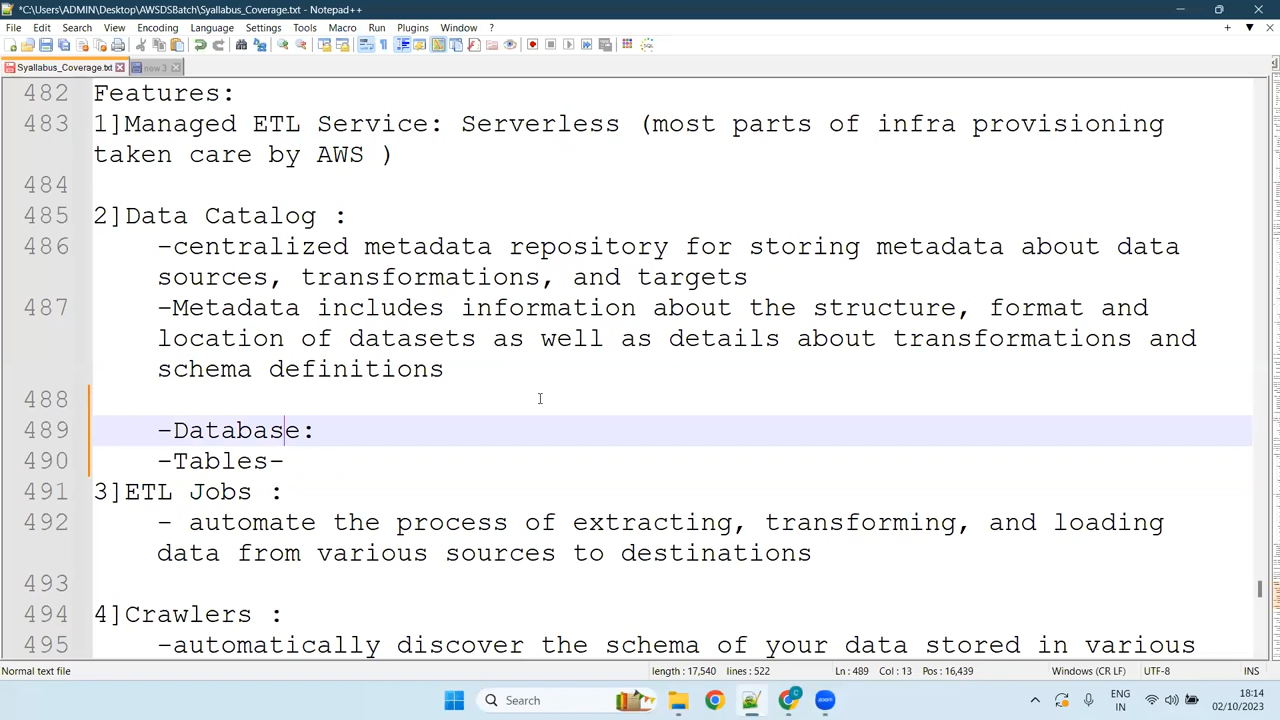 *C:\Users\ADMIN\Desktop\AWSDSBatch\Syallabus_Coverage.txt - Notepad++
File Edit Search View Encoding Language Settings Tools Macro Run Plugins Window ?
Syallabus_Coverage.txt new 3
482 Features:
483 1]Managed ETL Service: Serverless (most parts of infra provisioning
taken care by AWS )
484
485 2]Data Catalog :
486 -centralized metadata repository for storing metadata about data
sources, transformations, and targets
487 -Metadata includes information about the structure, format and
location of datasets as well as details about transformations and
schema definitions
488
489 -Database:
490 -Tables-
491 3]ETL Jobs :
492 - automate the process of extracting, transforming, and loading
data from various sources to destinations
493
494 4]Crawlers :
495 -automatically discover the schema of your data stored in various
Normal text file length : 17,540 lines : 522 Ln : 489 Col : 13 Pos : 16,439 Windows (CR LF) UTF-8 INS
Search ENG 18:14
IN 02/10/2023